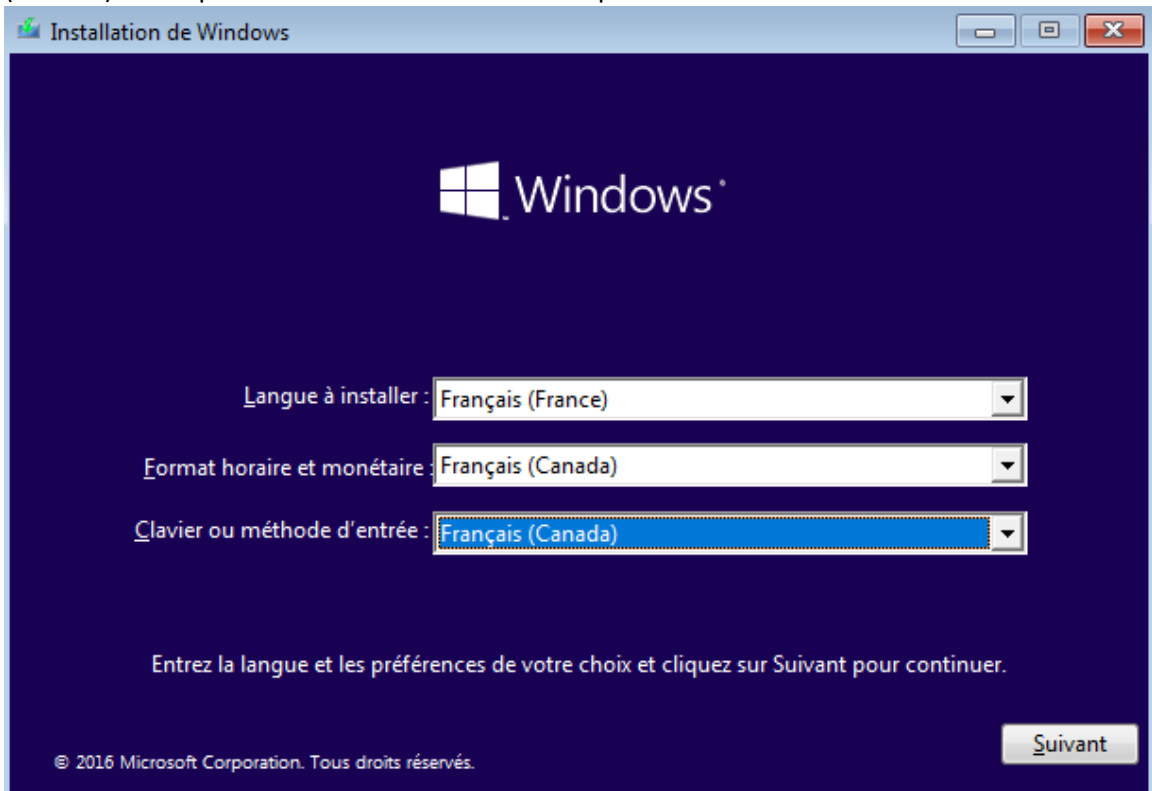 Installation de Windows
Windows
Langue à installer : Français (France)
Format horaire et monétaire : Français (Canada)
Clavier ou méthode d'entrée : Français (Canada)
Entrez la langue et les préférences de votre choix et cliquez sur Suivant pour continuer.
Suivant
© 2016 Microsoft Corporation. Tous droits réservés.